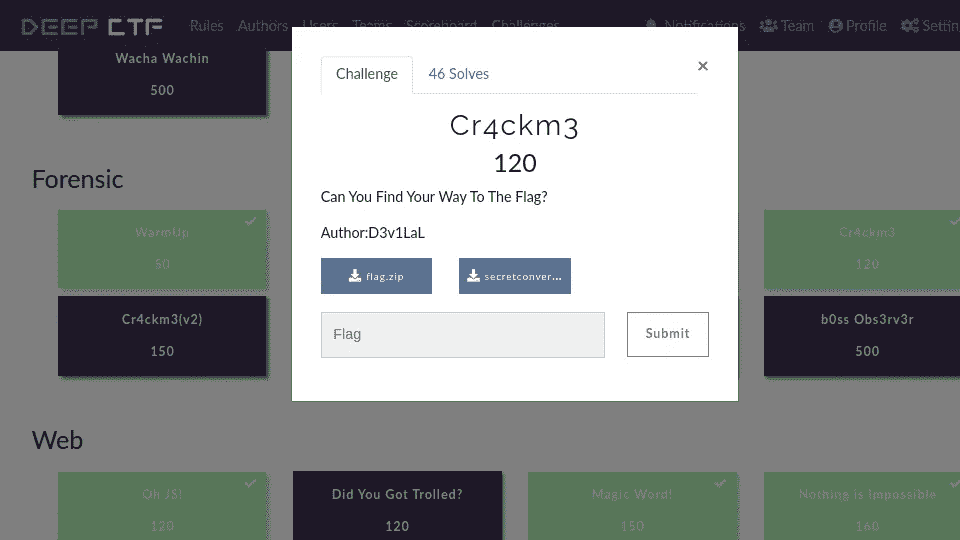 DEEP CTF Rules Authors Users Teams Scoreboard Challenges Notifications Team Profile Settin
Wacha Wachin
500
Challenge 46 Solves ×
Cr4ckm3
120
Can You Find Your Way To The Flag?
Author:D3v1LaL
flag.zip secretconver...
Flag Submit
Forensic
WarmUp Cr4ckm3
50 120
Cr4ckm3(v2) b0ss Obs3rv3r
150 500
Web
Oh JS! Did You Got Trolled? Magic Word! Nothing is Impossible
120 120 150 160